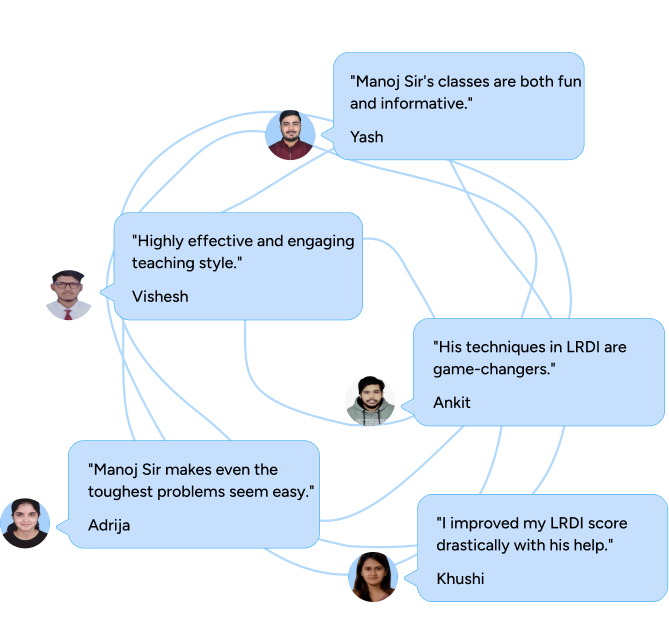 "Manoj Sir's classes are both fun
and informative."
Yash
"Highly effective and engaging
teaching style."
Vishesh
"His techniques in LRDI are
game-changers."
Ankit
"Manoj Sir makes even the
toughest problems seem easy."
Adrija
"I improved my LRDI score
drastically with his help."
Khushi